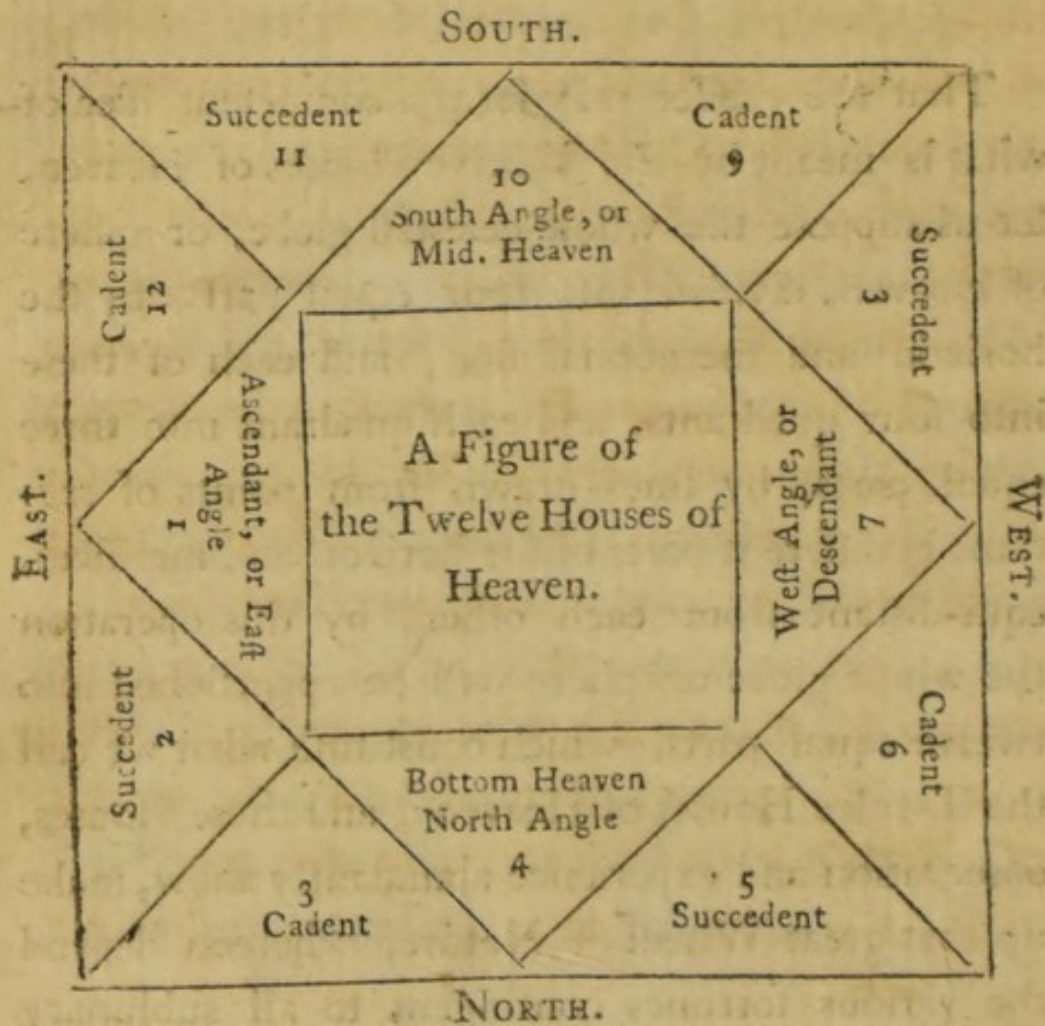 SOUTH.
Succedent
11
Cadent
9
10
South Angle, or
Mid. Heaven
Cadent
12
Succedent
3
EAST.
Ascendant, or Eaſt
Angle
1
A Figure of
the Twelve Houses of
Heaven.
Weſt Angle, or
Descendant
7
WEST.
Succedent
2
Cadent
6
Bottom Heaven
North Angle
4
3
Cadent
5
Succedent
NORTH.